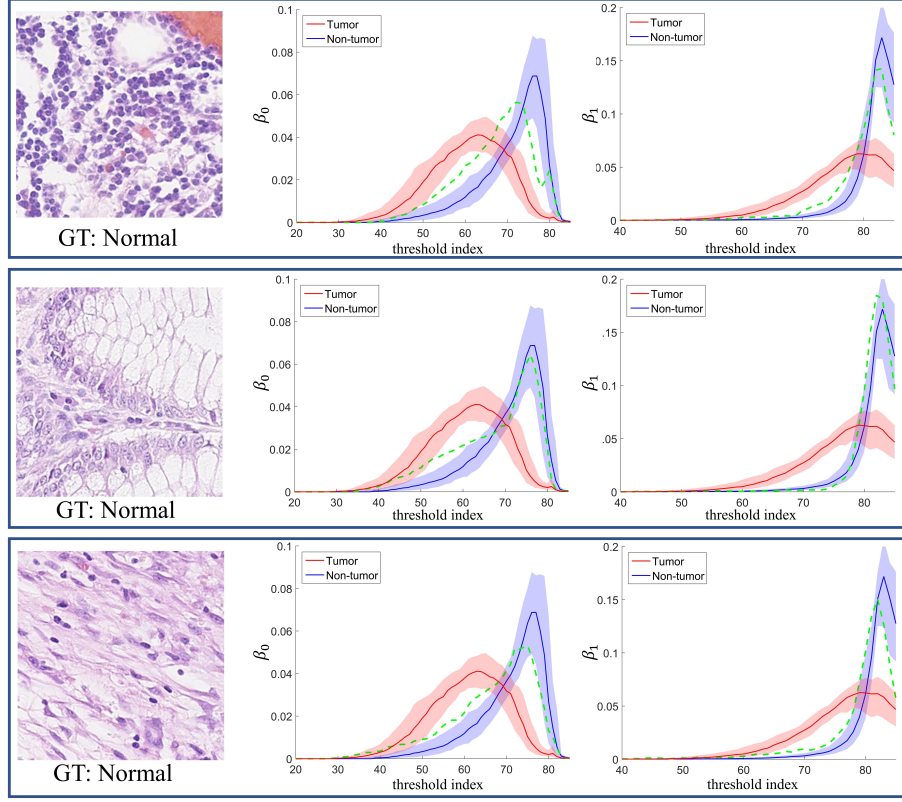 GT: Normal
Tumor
Non-tumor
β0
0.1
0.08
0.06
0.04
0.02
0
20 30 40 50 60 70 80
threshold index
Tumor
Non-tumor
β1
0.2
0.15
0.1
0.05
0
40 50 60 70 80
threshold index
GT: Normal
Tumor
Non-tumor
β0
0.1
0.08
0.06
0.04
0.02
0
20 30 40 50 60 70 80
threshold index
Tumor
Non-tumor
β1
0.2
0.15
0.1
0.05
0
40 50 60 70 80
threshold index
GT: Normal
Tumor
Non-tumor
β0
0.1
0.08
0.06
0.04
0.02
0
20 30 40 50 60 70 80
threshold index
Tumor
Non-tumor
β1
0.2
0.15
0.1
0.05
0
40 50 60 70 80
threshold index